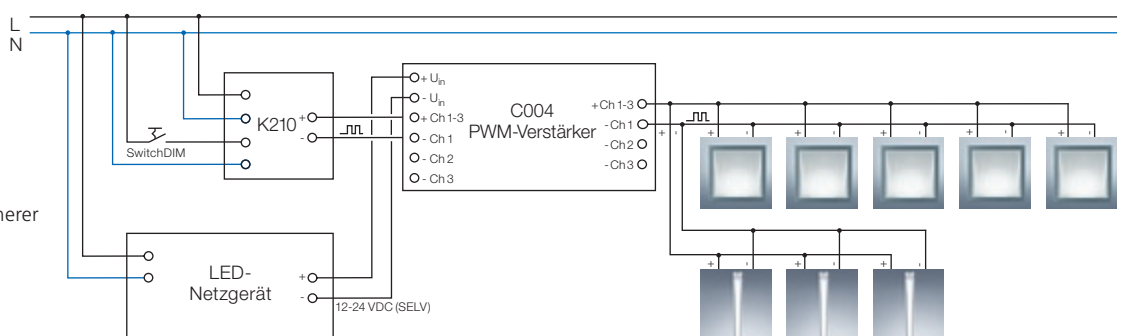 L
N
K210
+
-
SwitchDIM
+ Uin
- Uin
+ Ch 1-3
- Ch 1
- Ch 2
- Ch 3
C004
PWM-Verstärker
+Ch 1-3
-Ch 1
-Ch 2
-Ch 3
+ -
+ - + - + - + - + -
nerer
LED-
Netzgerät
+
-
12-24 VDC (SELV)
+ - + - + -